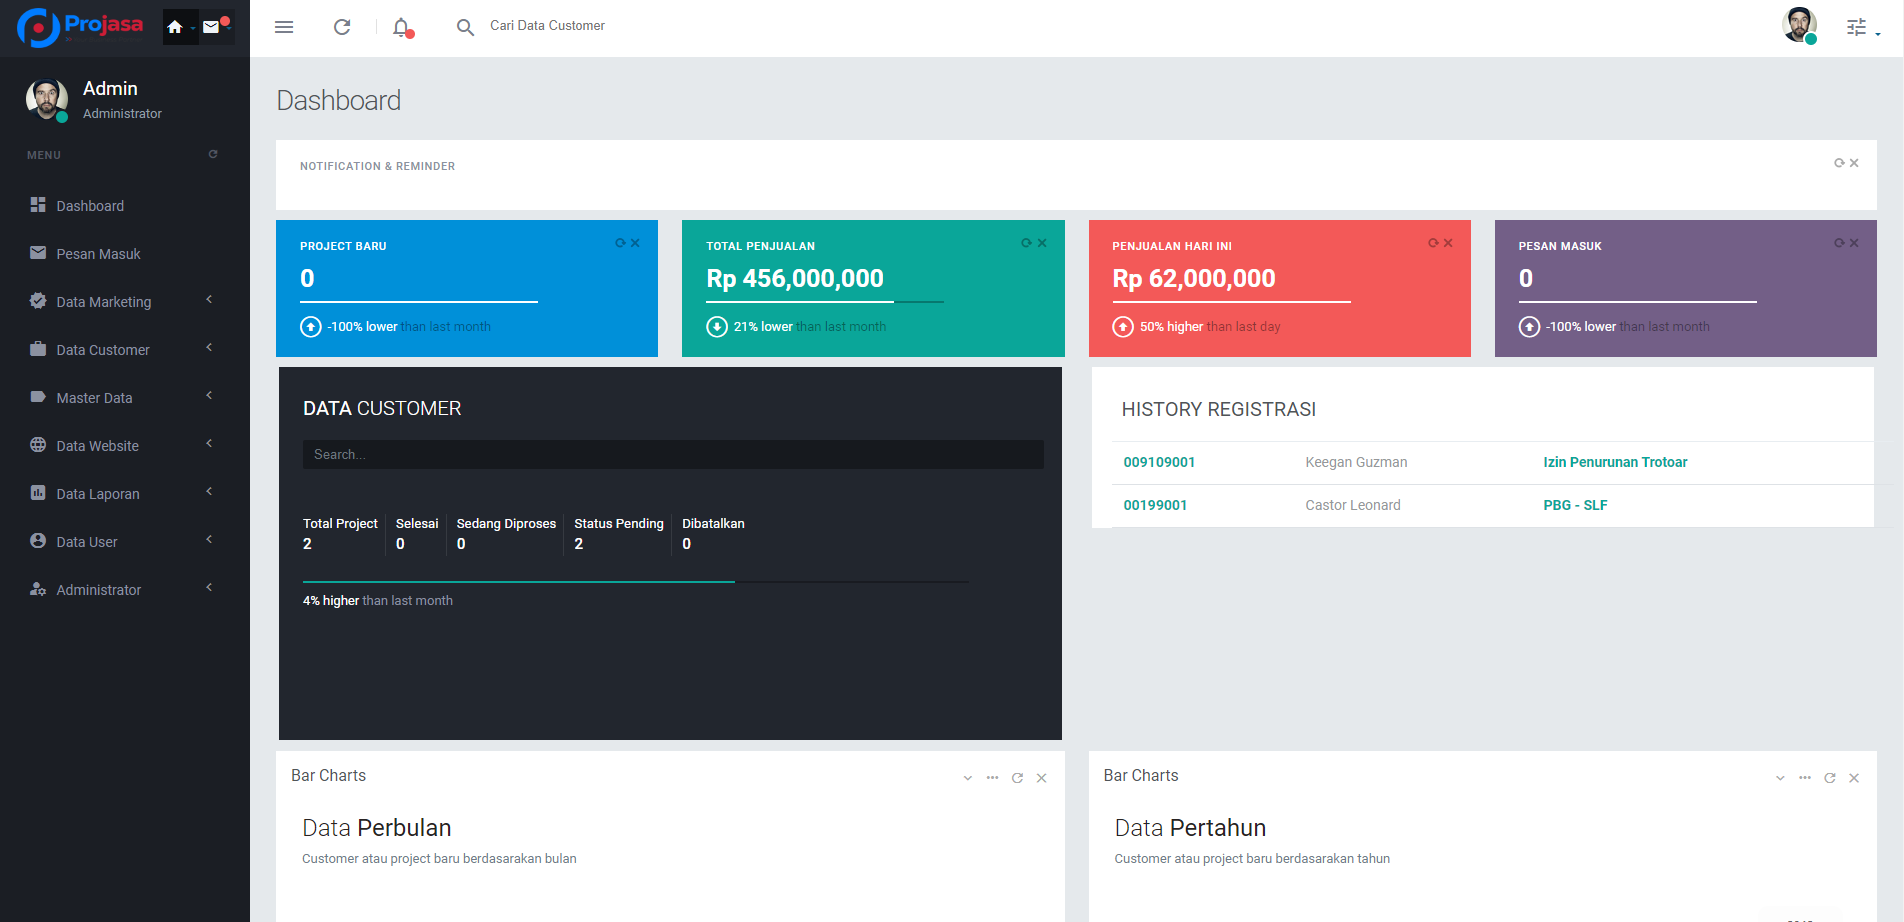 Projasa
Cari Data Customer
Admin
Administrator
MENU
Dashboard
Pesan Masuk
Data Marketing
Data Customer
Master Data
Data Website
Data Laporan
Data User
Administrator
Dashboard
NOTIFICATION & REMINDER
PROJECT BARU
0
-100% lower than last month
TOTAL PENJUALAN
Rp 456,000,000
21% lower than last month
PENJUALAN HARI INI
Rp 62,000,000
50% higher than last day
PESAN MASUK
0
-100% lower than last month
DATA CUSTOMER
Search...
Total Project Selesai Sedang Diproses Status Pending Dibatalkan
2 0 0 2 0
4% higher than last month
HISTORY REGISTRASI
009109001 Keegan Guzman Izin Penurunan Trotoar
00199001 Castor Leonard PBG - SLF
Bar Charts
Data Perbulan
Customer atau project baru berdasarakan bulan
Bar Charts
Data Pertahun
Customer atau project baru berdasarakan tahun